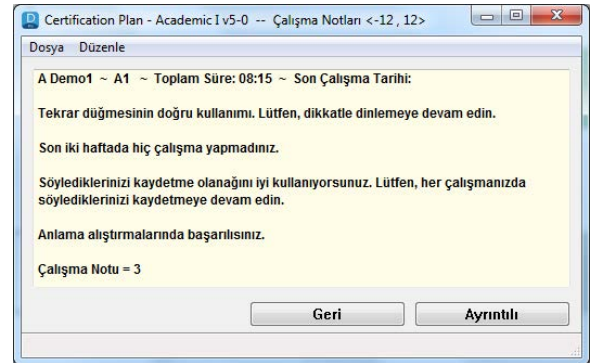 Certification Plan - Academic I v5-0 -- Çalışma Notları <-12 , 12>
Dosya Düzenle
A Demo1 ~ A1 ~ Toplam Süre: 08:15 ~ Son Çalışma Tarihi:
Tekrar düğmesinin doğru kullanımı. Lütfen, dikkatle dinlemeye devam edin.
Son iki haftada hiç çalışma yapmadınız.
Söylediklerinizi kaydetme olanağını iyi kullanıyorsunuz. Lütfen, her çalışmanızda
söylediklerinizi kaydetmeye devam edin.
Anlama alıştırmalarında başarılısınız.
Çalışma Notu = 3
Geri Ayrıntılı